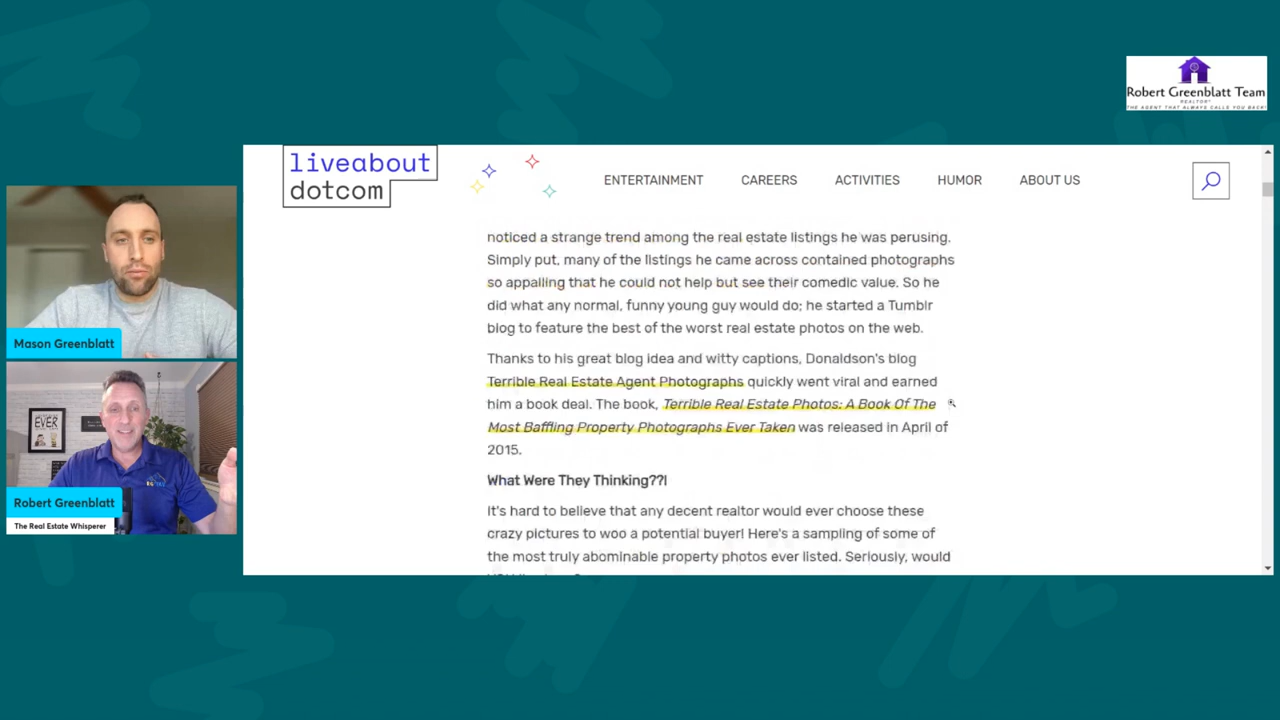 Robert Greenblatt Team
REALTOR®
THE AGENT THAT ALWAYS CALLS YOU BACK!
liveabout
dotcom
ENTERTAINMENT CAREERS ACTIVITIES HUMOR ABOUT US
noticed a strange trend among the real estate listings he was perusing.
Simply put, many of the listings he came across contained photographs
so appalling that he could not help but see their comedic value. So he
did what any normal, funny young guy would do; he started a Tumblr
blog to feature the best of the worst real estate photos on the web.
Thanks to his great blog idea and witty captions, Donaldson's blog
Terrible Real Estate Agent Photographs quickly went viral and earned
him a book deal. The book, Terrible Real Estate Photos: A Book Of The
Most Baffling Property Photographs Ever Taken was released in April of
2015.
What Were They Thinking??!
It's hard to believe that any decent realtor would ever choose these
crazy pictures to woo a potential buyer! Here's a sampling of some of
the most truly abominable property photos ever listed. Seriously, would
Mason Greenblatt
EVER
Robert Greenblatt
The Real Estate Whisperer